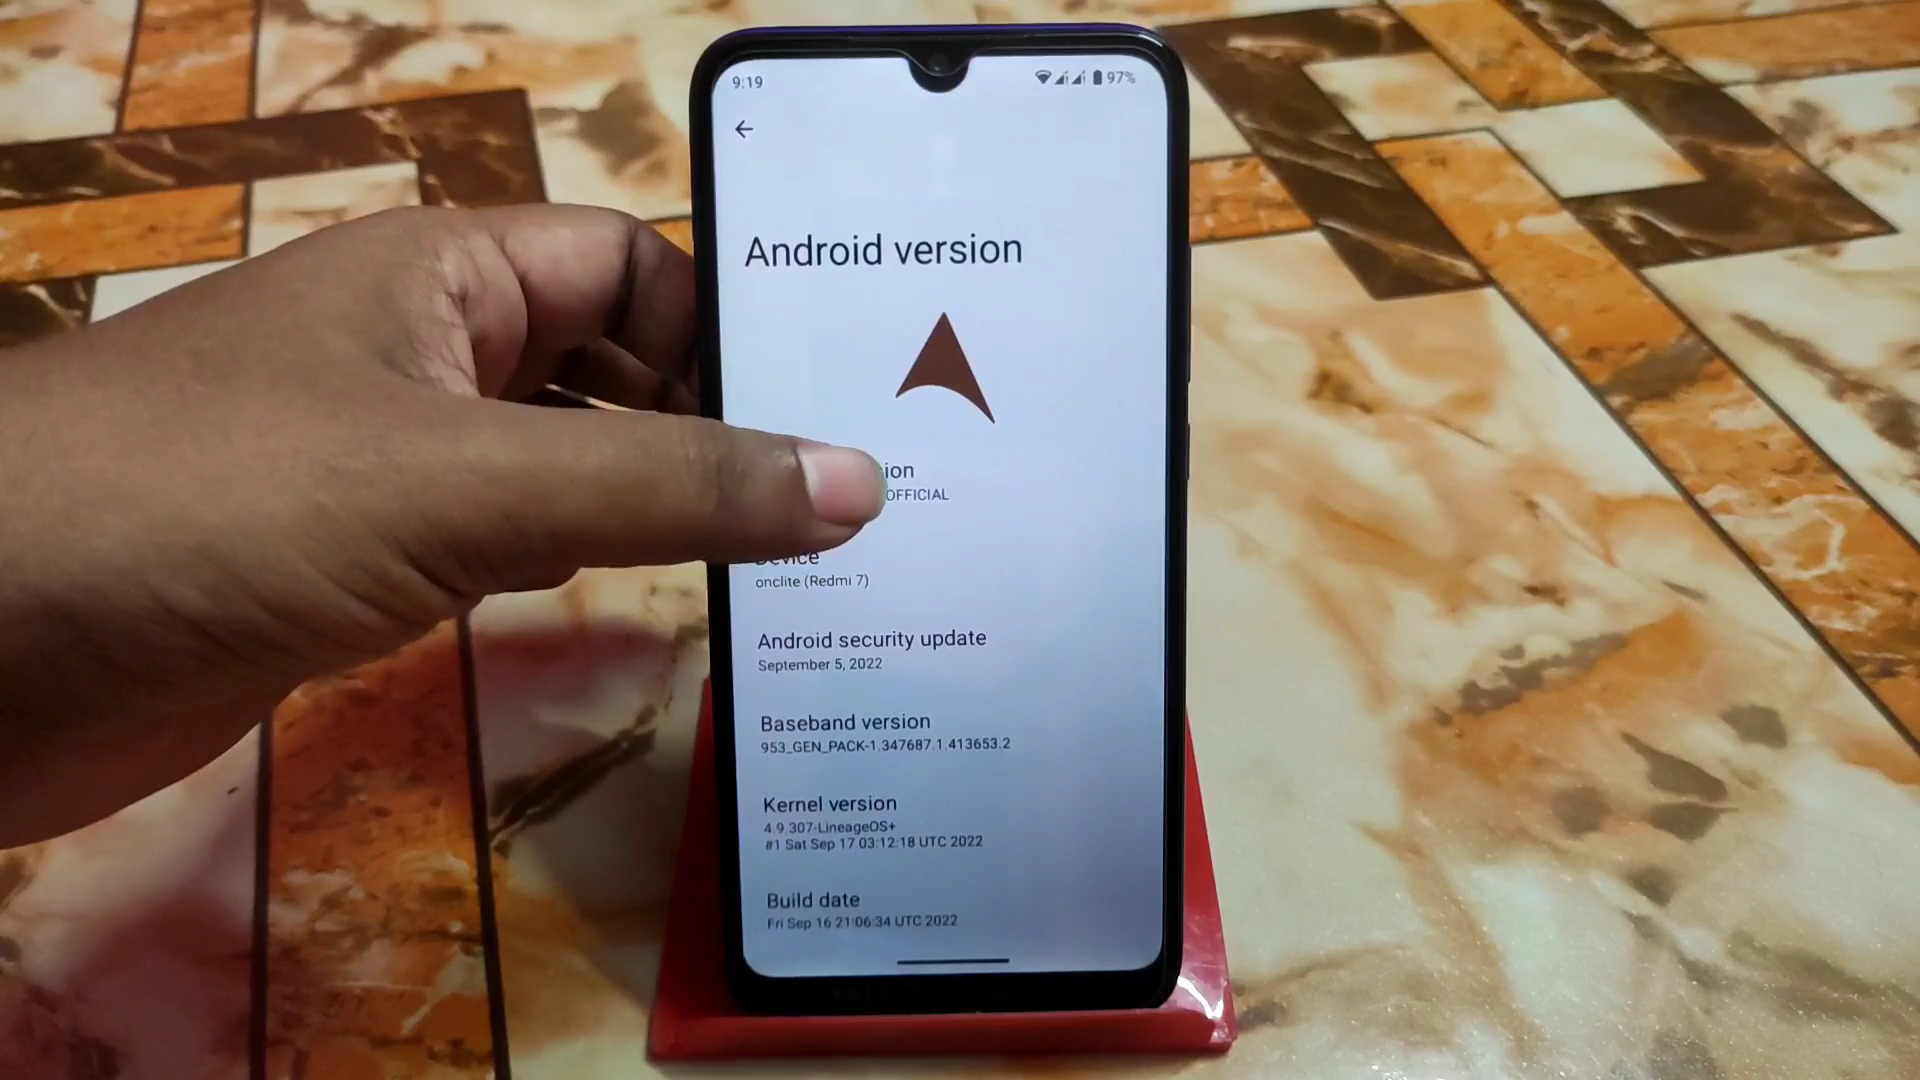 9:19
97%
Android version
ion
OFFICIAL
Device
onclite (Redmi 7)
Android security update
September 5, 2022
Baseband version
953_GEN_PACK-1.347687.1.413653.2
Kernel version
4.9.307-LineageOS+
#1 Sat Sep 17 03:12:18 UTC 2022
Build date
Fri Sep 16 21:06:34 UTC 2022